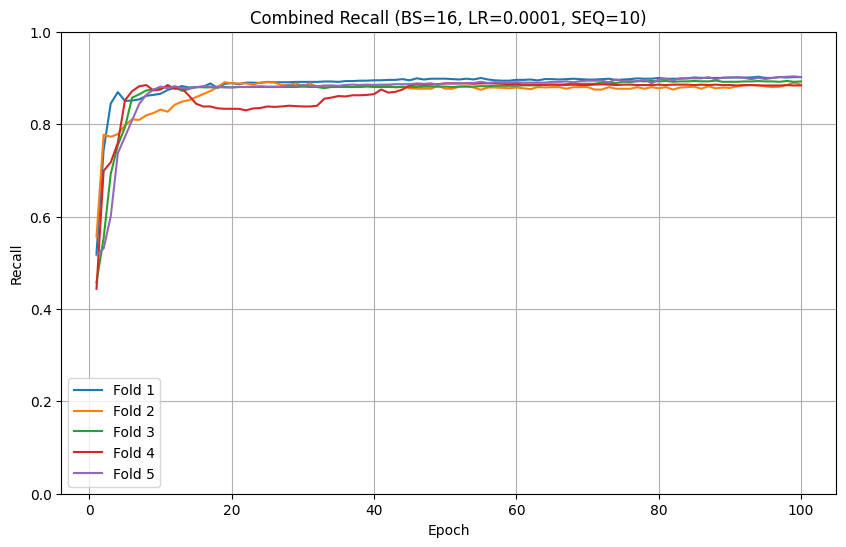 Combined Recall (BS=16, LR=0.0001, SEQ=10)
1.0
0.8
0.6
0.4
0.2
0.0
Recall
Fold 1
Fold 2
Fold 3
Fold 4
Fold 5
0 20 40 60 80 100
Epoch